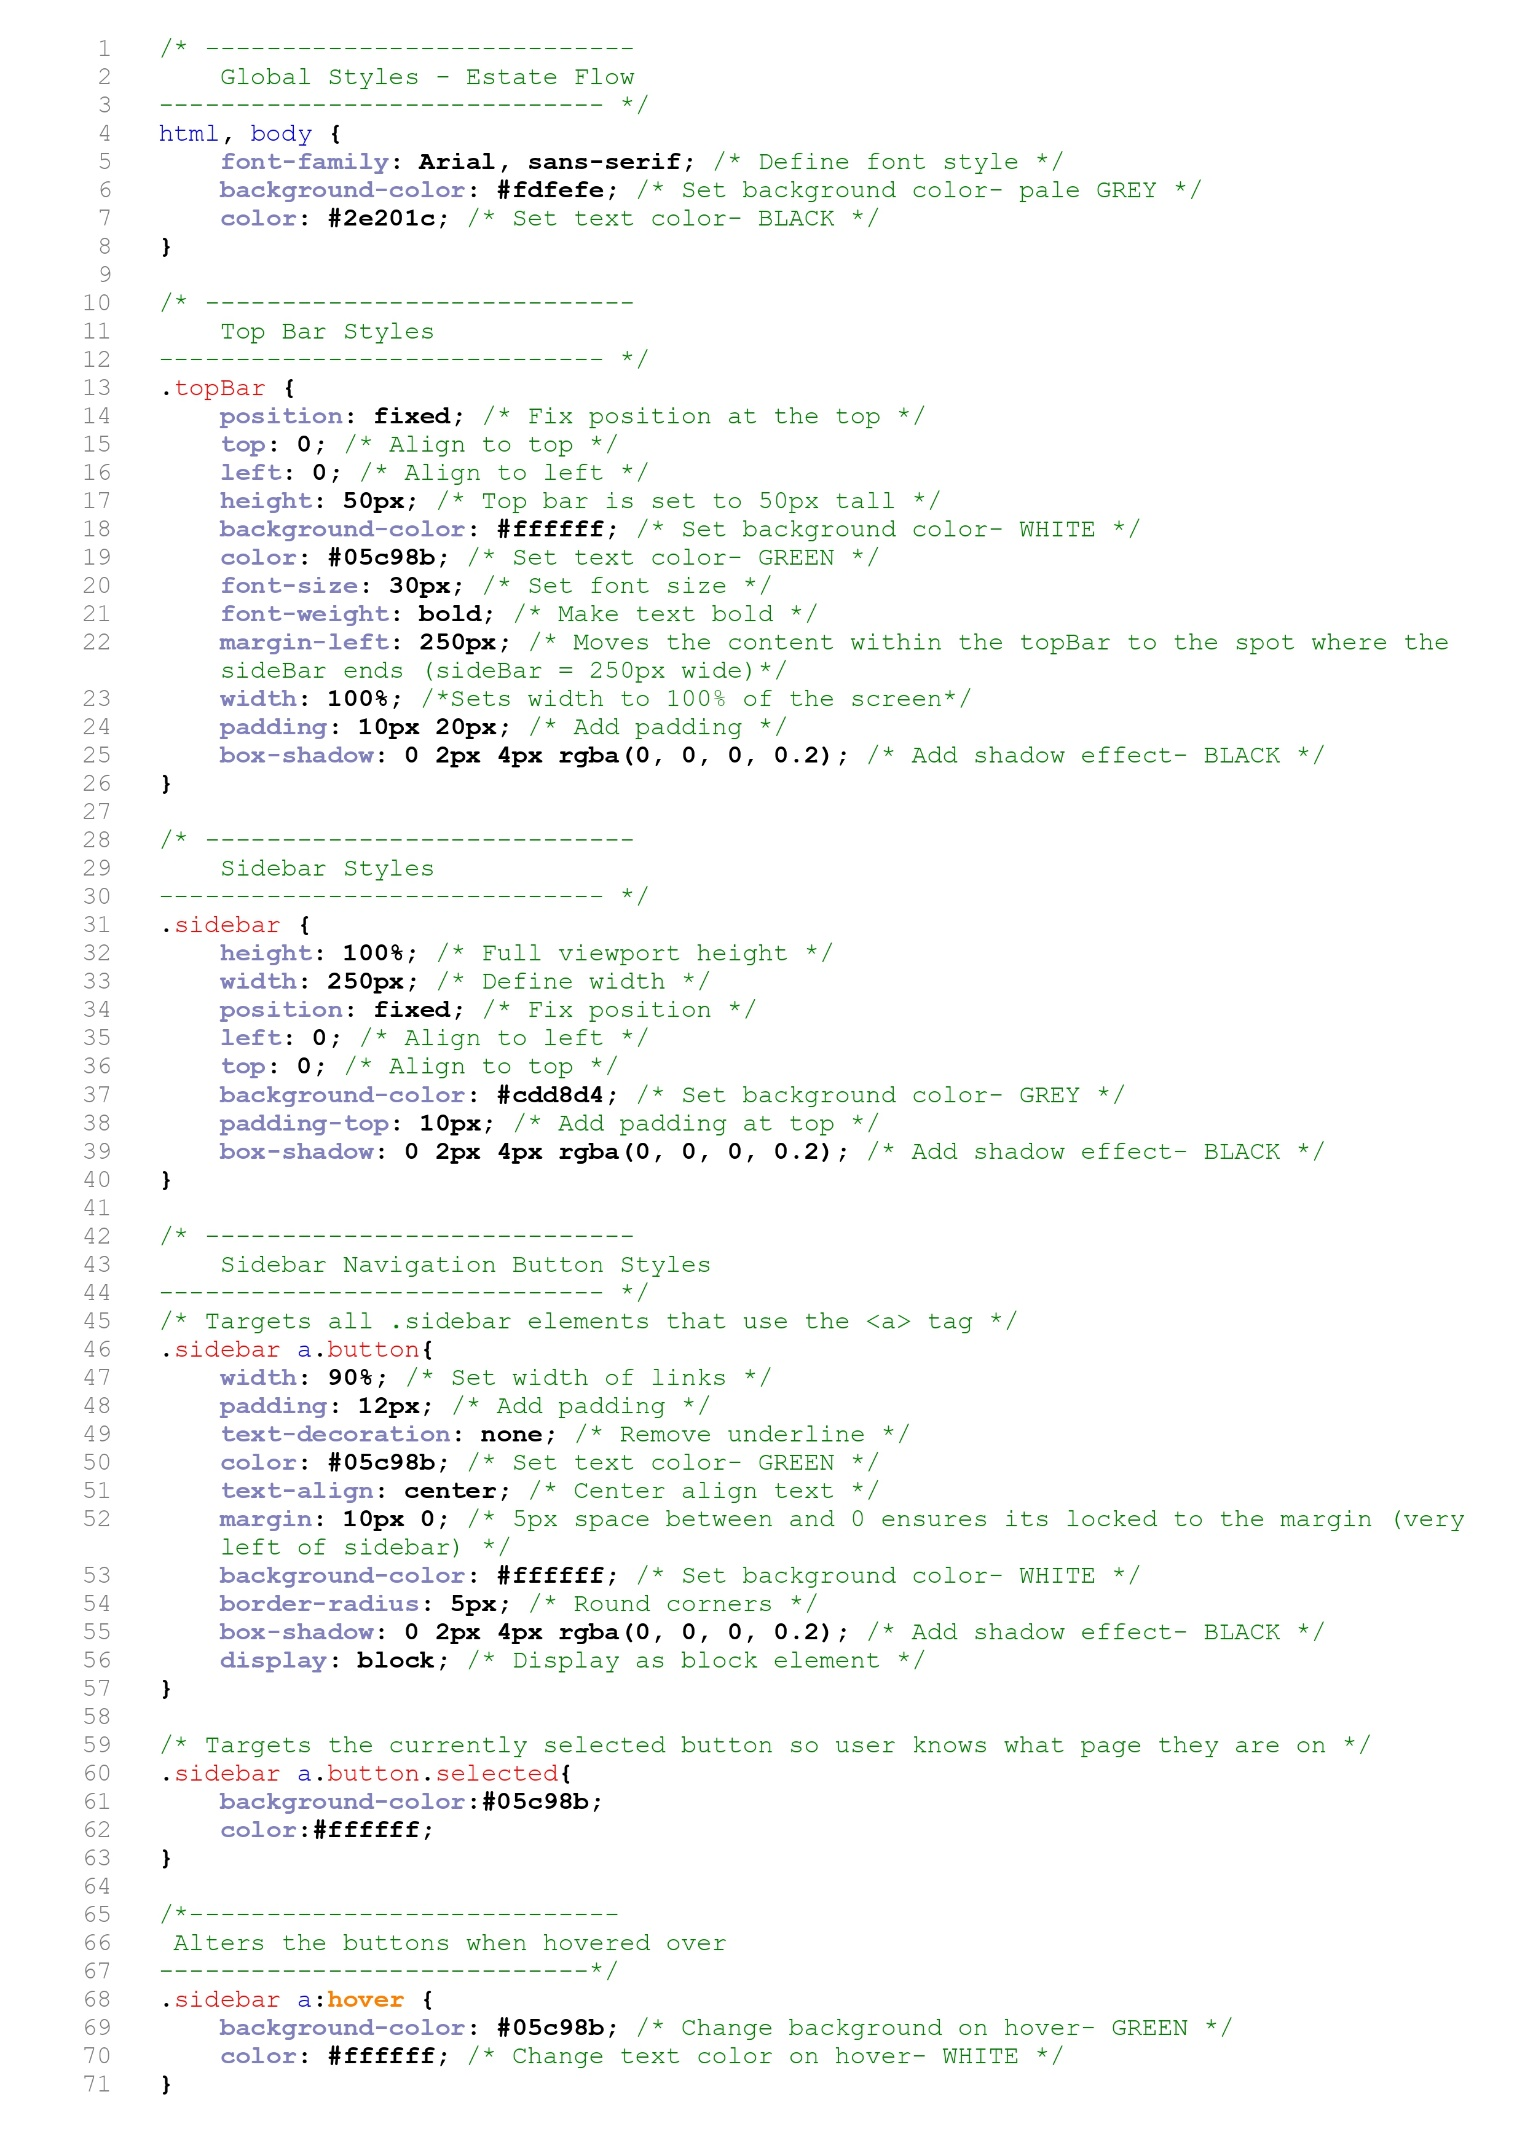 1 /* ----------------------------
2 Global Styles - Estate Flow
3 ----------------------------- */
4 html, body {
5 font-family: Arial, sans-serif; /* Define font style */
6 background-color: #fdfefe; /* Set background color- pale GREY */
7 color: #2e201c; /* Set text color- BLACK */
8 }
9
10 /* ----------------------------
11 Top Bar Styles
12 ----------------------------- */
13 .topBar {
14 position: fixed; /* Fix position at the top */
15 top: 0; /* Align to top */
16 left: 0; /* Align to left */
17 height: 50px; /* Top bar is set to 50px tall */
18 background-color: #ffffff; /* Set background color- WHITE */
19 color: #05c98b; /* Set text color- GREEN */
20 font-size: 30px; /* Set font size */
21 font-weight: bold; /* Make text bold */
22 margin-left: 250px; /* Moves the content within the topBar to the spot where the
sideBar ends (sideBar = 250px wide)*/
23 width: 100%; /*Sets width to 100% of the screen*/
24 padding: 10px 20px; /* Add padding */
25 box-shadow: 0 2px 4px rgba(0, 0, 0, 0.2); /* Add shadow effect- BLACK */
26 }
27
28 /* ----------------------------
29 Sidebar Styles
30 ----------------------------- */
31 .sidebar {
32 height: 100%; /* Full viewport height */
33 width: 250px; /* Define width */
34 position: fixed; /* Fix position */
35 left: 0; /* Align to left */
36 top: 0; /* Align to top */
37 background-color: #cdd8d4; /* Set background color- GREY */
38 padding-top: 10px; /* Add padding at top */
39 box-shadow: 0 2px 4px rgba(0, 0, 0, 0.2); /* Add shadow effect- BLACK */
40 }
41
42 /* ----------------------------
43 Sidebar Navigation Button Styles
44 ----------------------------- */
45 /* Targets all .sidebar elements that use the <a> tag */
46 .sidebar a.button{
47 width: 90%; /* Set width of links */
48 padding: 12px; /* Add padding */
49 text-decoration: none; /* Remove underline */
50 color: #05c98b; /* Set text color- GREEN */
51 text-align: center; /* Center align text */
52 margin: 10px 0; /* 5px space between and 0 ensures its locked to the margin (very
left of sidebar) */
53 background-color: #ffffff; /* Set background color- WHITE */
54 border-radius: 5px; /* Round corners */
55 box-shadow: 0 2px 4px rgba(0, 0, 0, 0.2); /* Add shadow effect- BLACK */
56 display: block; /* Display as block element */
57 }
58
59 /* Targets the currently selected button so user knows what page they are on */
60 .sidebar a.button.selected{
61 background-color:#05c98b;
62 color:#ffffff;
63 }
64
65 /*----------------------------
66 Alters the buttons when hovered over
67 ----------------------------*/
68 .sidebar a:hover {
69 background-color: #05c98b; /* Change background on hover- GREEN */
70 color: #ffffff; /* Change text color on hover- WHITE */
71 }